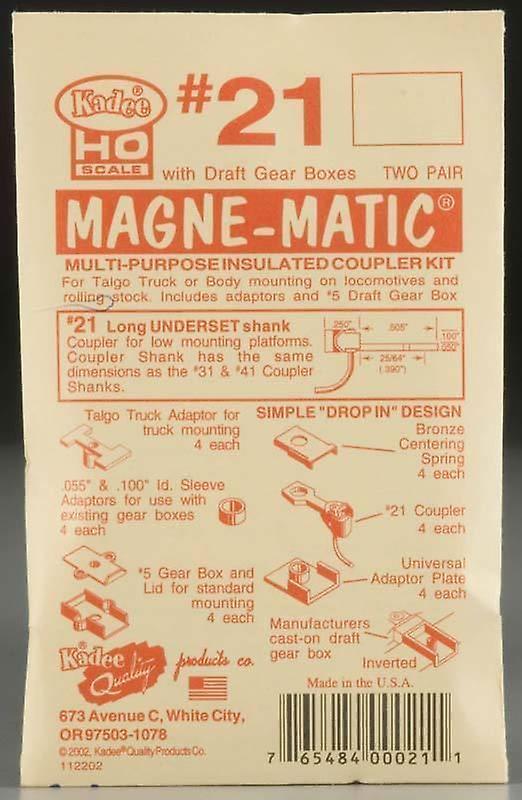 Kadee®
HO
SCALE
#21
with Draft Gear Boxes TWO PAIR
MAGNE-MATIC®
MULTI-PURPOSE INSULATED COUPLER KIT
For Talgo Truck or Body mounting on locomotives and
rolling stock. Includes adaptors and #5 Draft Gear Box
#21 Long UNDERSET shank
Coupler for low mounting platforms.
Coupler Shank has the same
dimensions as the #31 & #41 Coupler
Shanks.
.250"
.505"
.100"
.050"
25/64"
(.390")
Talgo Truck Adaptor for
truck mounting
4 each
.055" & .100" Id. Sleeve
Adaptors for use with
existing gear boxes
4 each
#5 Gear Box and
Lid for standard
mounting
4 each
SIMPLE "DROP IN" DESIGN
Bronze
Centering
Spring
4 each
#21 Coupler
4 each
Universal
Adaptor Plate
4 each
Manufacturers
cast-on draft
gear box
Inverted
Kadee
Quality
products co.
673 Avenue C, White City,
OR97503-1078
© 2002, Kadee® Quality Products Co.
112202
Made in the U.S.A.
7 65484 00021 1